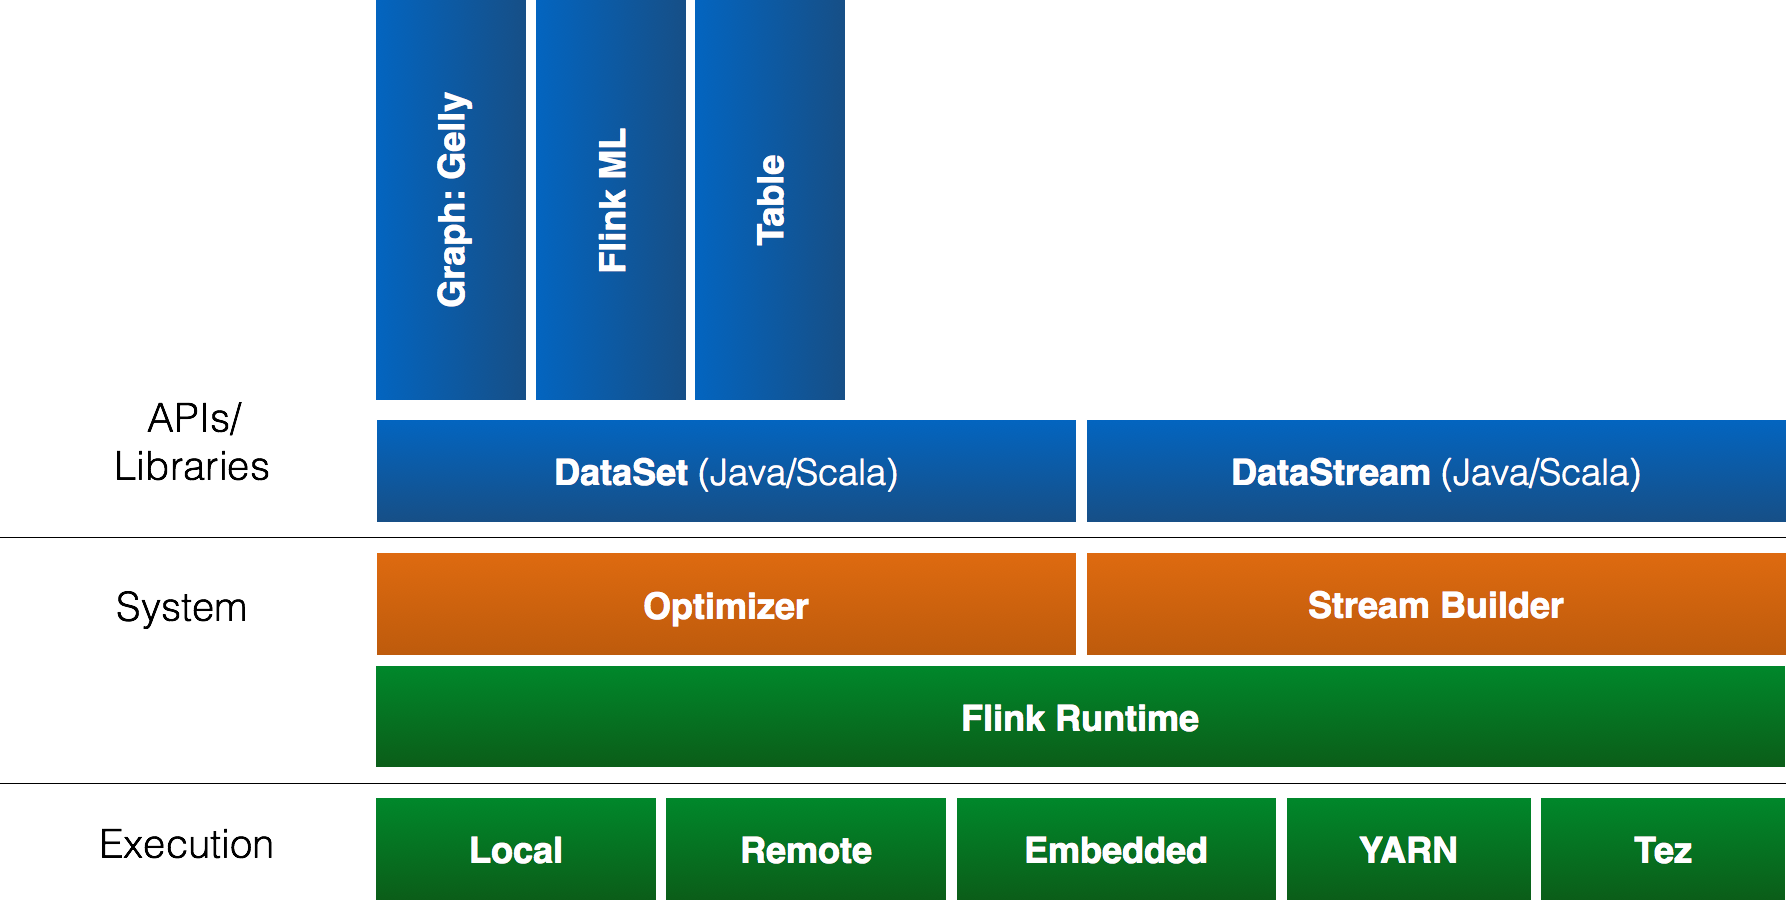 Graph: Gelly
Flink ML
Table
APIs/
Libraries
DataSet (Java/Scala)
DataStream (Java/Scala)
System
Optimizer
Stream Builder
Flink Runtime
Execution
Local
Remote
Embedded
YARN
Tez